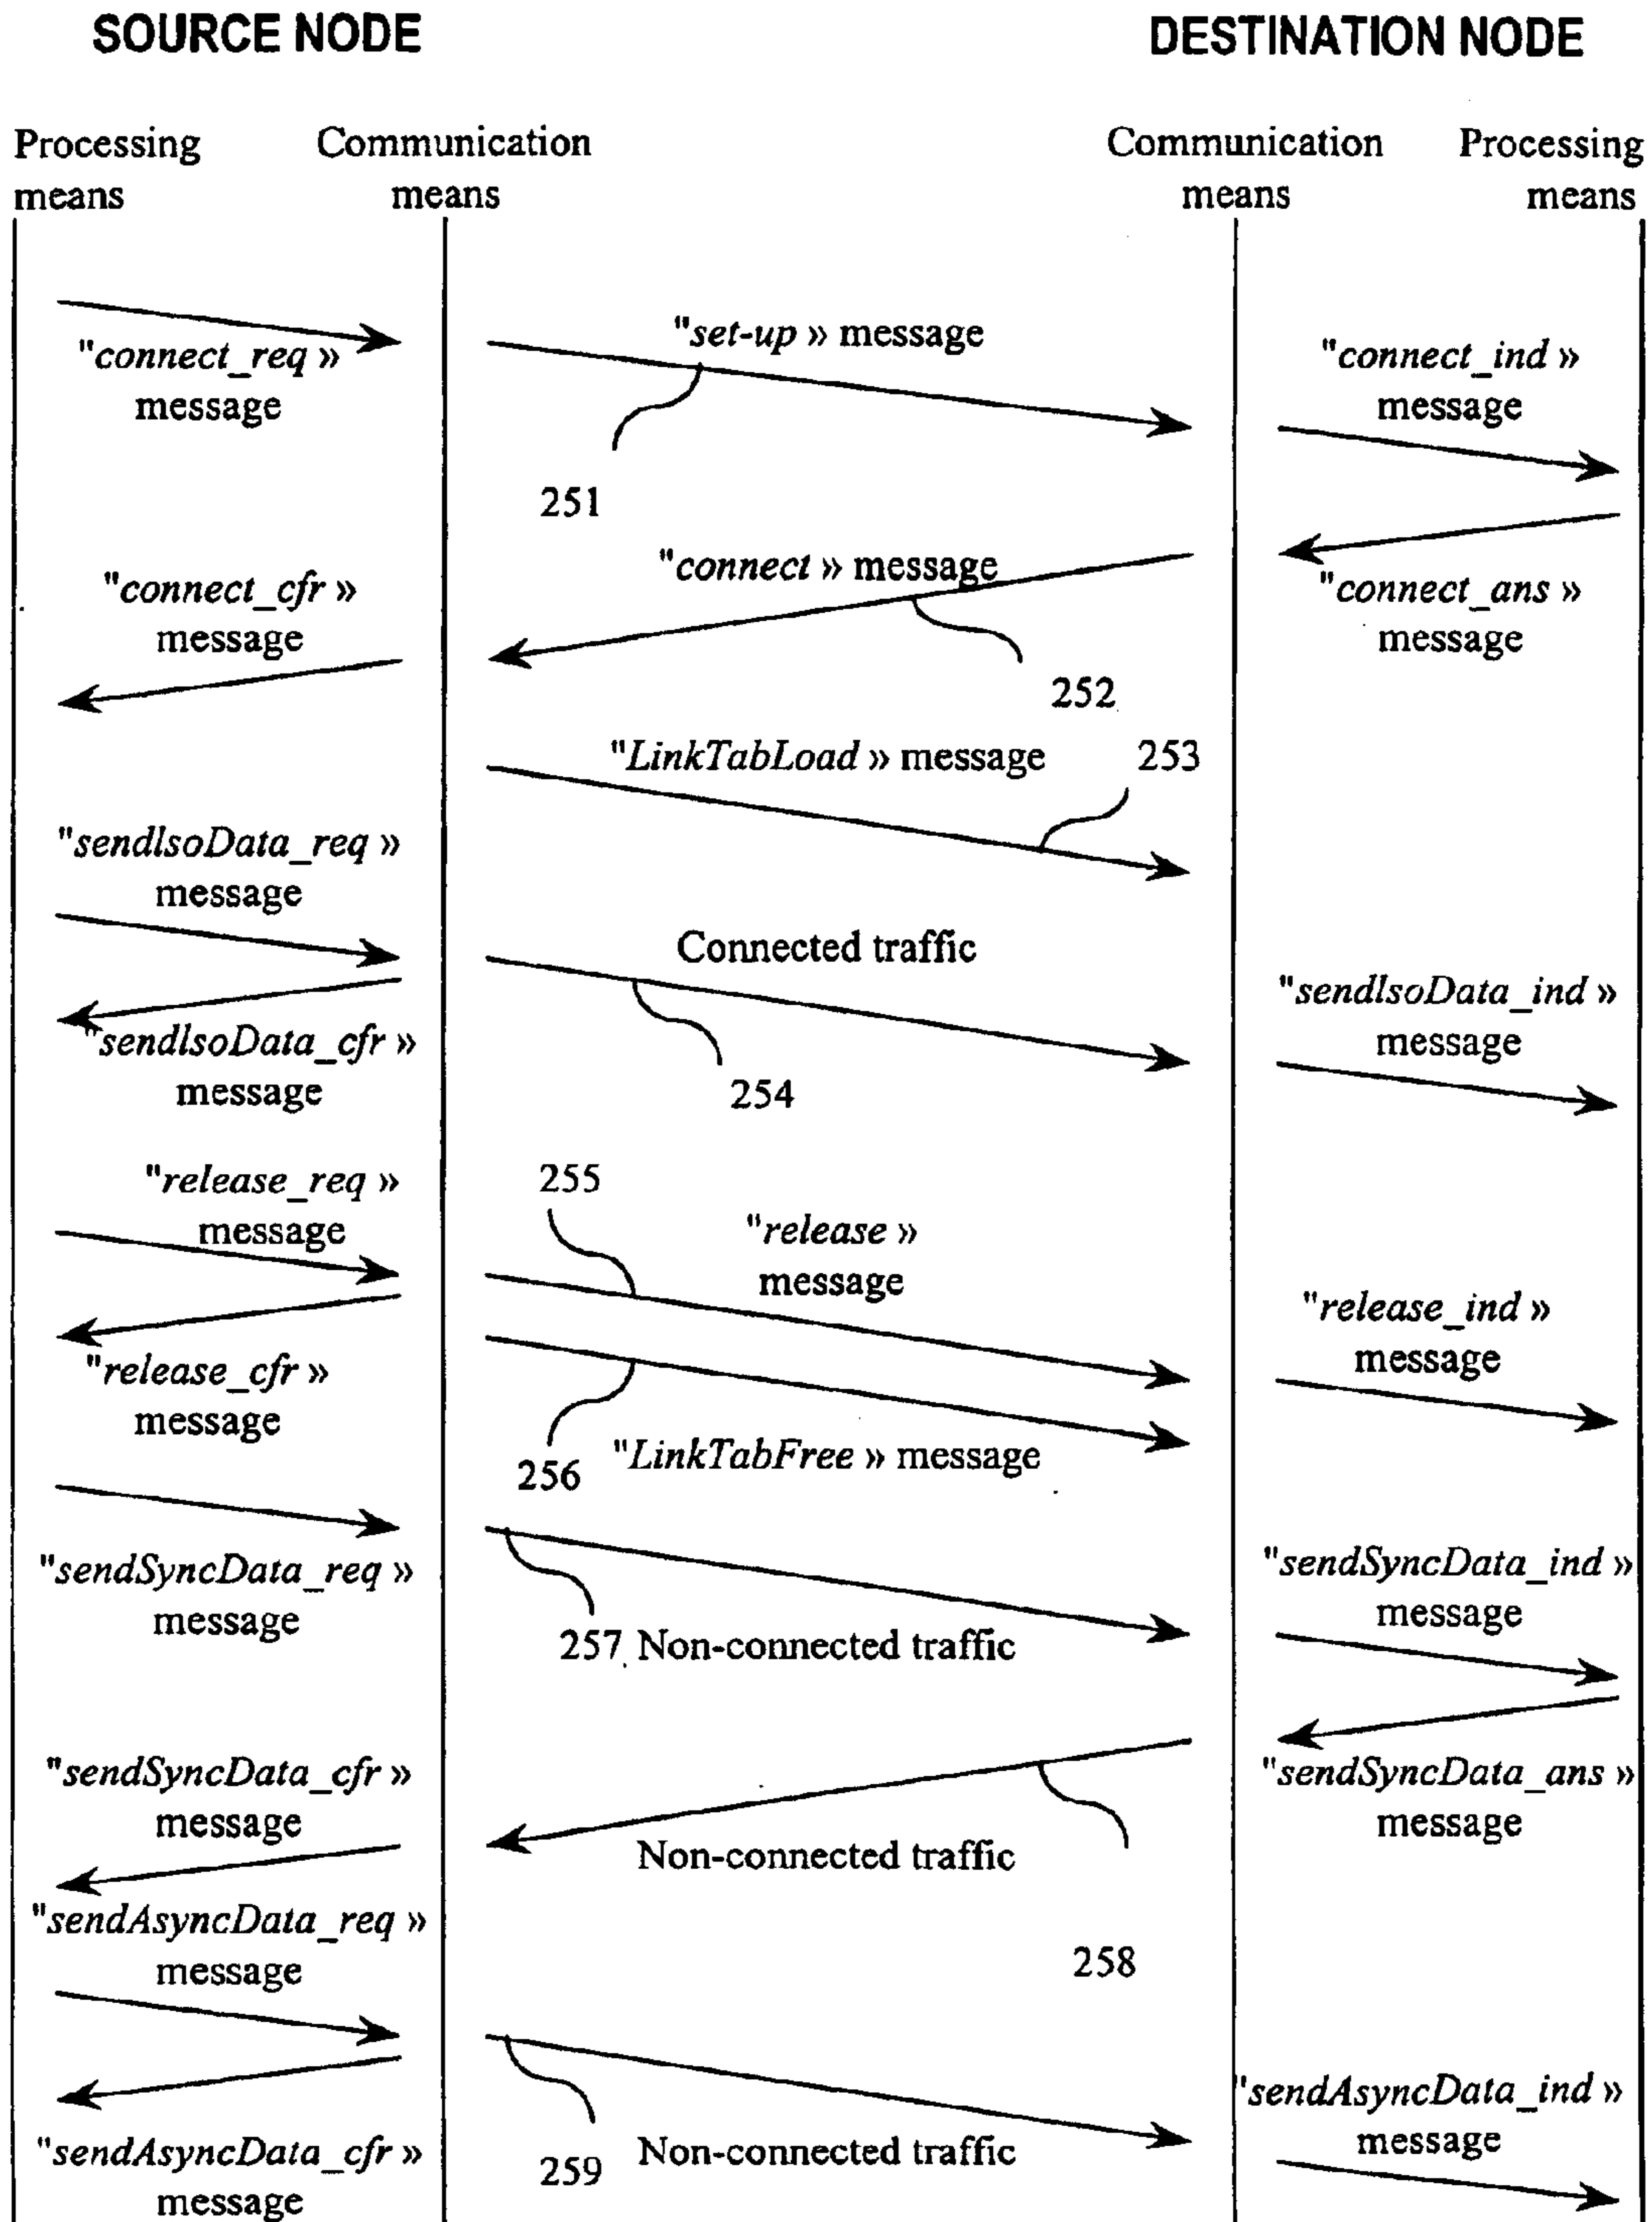 SOURCE NODE
DESTINATION NODE
Processing
means
Communication
means
Communication
means
Processing
means
"connect_req »
message
"set-up » message
251
"connect_ind »
message
"connect » message
252
"connect_ans »
message
"connect_cfr »
message
"LinkTabLoad » message
253
"sendIsoData_req »
message
Connected traffic
254
"sendIsoData_cfr »
message
"sendIsoData_ind »
message
"release_req »
message
255
"release »
message
"release_ind »
message
"release_cfr »
message
256
"LinkTabFree » message
"sendSyncData_req »
message
257
Non-connected traffic
"sendSyncData_ind »
message
"sendSyncData_cfr »
message
Non-connected traffic
258
"sendSyncData_ans »
message
"sendAsyncData_req »
message
"sendAsyncData_cfr »
message
259
Non-connected traffic
"sendAsyncData_ind »
message